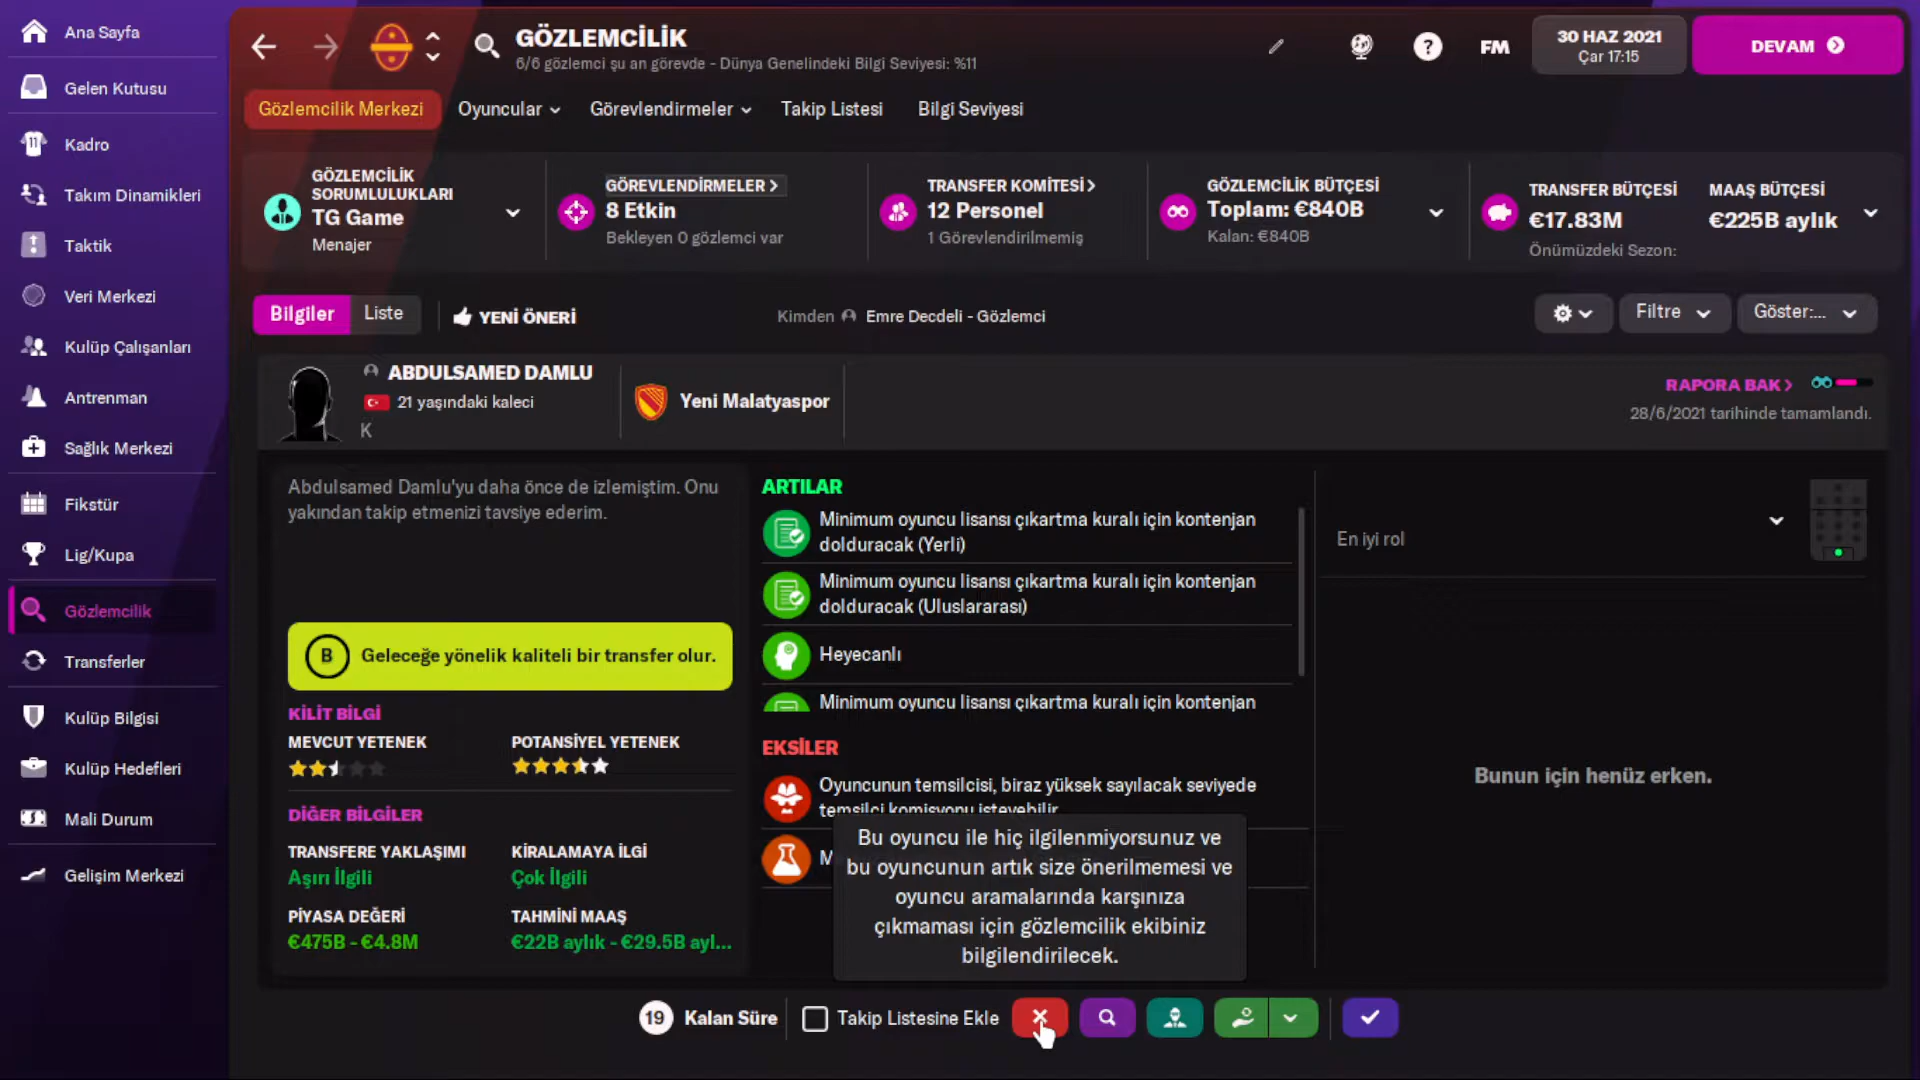 Ana Sayfa
Gelen Kutusu
Kadro
Takım Dinamikleri
Taktik
Veri Merkezi
Kulüp Çalışanları
Antrenman
Sağlık Merkezi
Fikstür
Lig/Kupa
Gözlemcilik
Transferler
Kulüp Bilgisi
Kulüp Hedefleri
Mali Durum
Gelişim Merkezi
GÖZLEMCİLİK
6/6 gözlemci şu an görevde - Dünya Genelindeki Bilgi Seviyesi: %11
?
FM
30 HAZ 2021
Çar 17:15
DEVAM
Gözlemcilik Merkezi
Oyuncular
Görevlendirmeler
Takip Listesi
Bilgi Seviyesi
GÖZLEMCİLİK
SORUMLULUKLARI
TG Game
Menajer
GÖREVLENDİRMELER >
8 Etkin
Bekleyen 0 gözlemci var
TRANSFER KOMİTESİ >
12 Personel
1 Görevlendirilmemiş
GÖZLEMCİLİK BÜTÇESİ
Toplam: €840B
Kalan: €840B
TRANSFER BÜTÇESİ
€17.83M
Önümüzdeki Sezon:
MAAŞ BÜTÇESİ
€225B aylık
Bilgiler
Liste
YENİ ÖNERİ
Kimden Emre Decdeli - Gözlemci
Filtre
Göster:...
ABDULSAMED DAMLU
21 yaşındaki kaleci
K
Yeni Malatyaspor
RAPORA BAK >
28/6/2021 tarihinde tamamlandı.
Abdulsamed Damlu'yu daha önce de izlemiştim. Onu
yakından takip etmenizi tavsiye ederim.
B
Geleceğe yönelik kaliteli bir transfer olur.
KİLİT BİLGİ
MEVCUT YETENEK
POTANSİYEL YETENEK
DİĞER BİLGİLER
TRANSFERE YAKLAŞIMI
Aşırı İlgili
KİRALAMAYA İLGİ
Çok İlgili
PİYASA DEĞERİ
€475B - €4.8M
TAHMİNİ MAAŞ
€22B aylık - €29.5B ayl...
ARTILAR
Minimum oyuncu lisansı çıkartma kuralı için kontenjan
dolduracak (Yerli)
Minimum oyuncu lisansı çıkartma kuralı için kontenjan
dolduracak (Uluslararası)
Heyecanlı
Minimum oyuncu lisansı çıkartma kuralı için kontenjan
EKSİLER
Oyuncunun temsilcisi, biraz yüksek sayılacak seviyede
temsilci komisyonu isteyebilir
M
Bu oyuncu ile hiç ilgilenmiyorsunuz ve
bu oyuncunun artık size önerilmemesi ve
oyuncu aramalarında karşınıza
çıkmaması için gözlemcilik ekibiniz
bilgilendirilecek.
En iyi rol
Bunun için henüz erken.
19 Kalan Süre
Takip Listesine Ekle